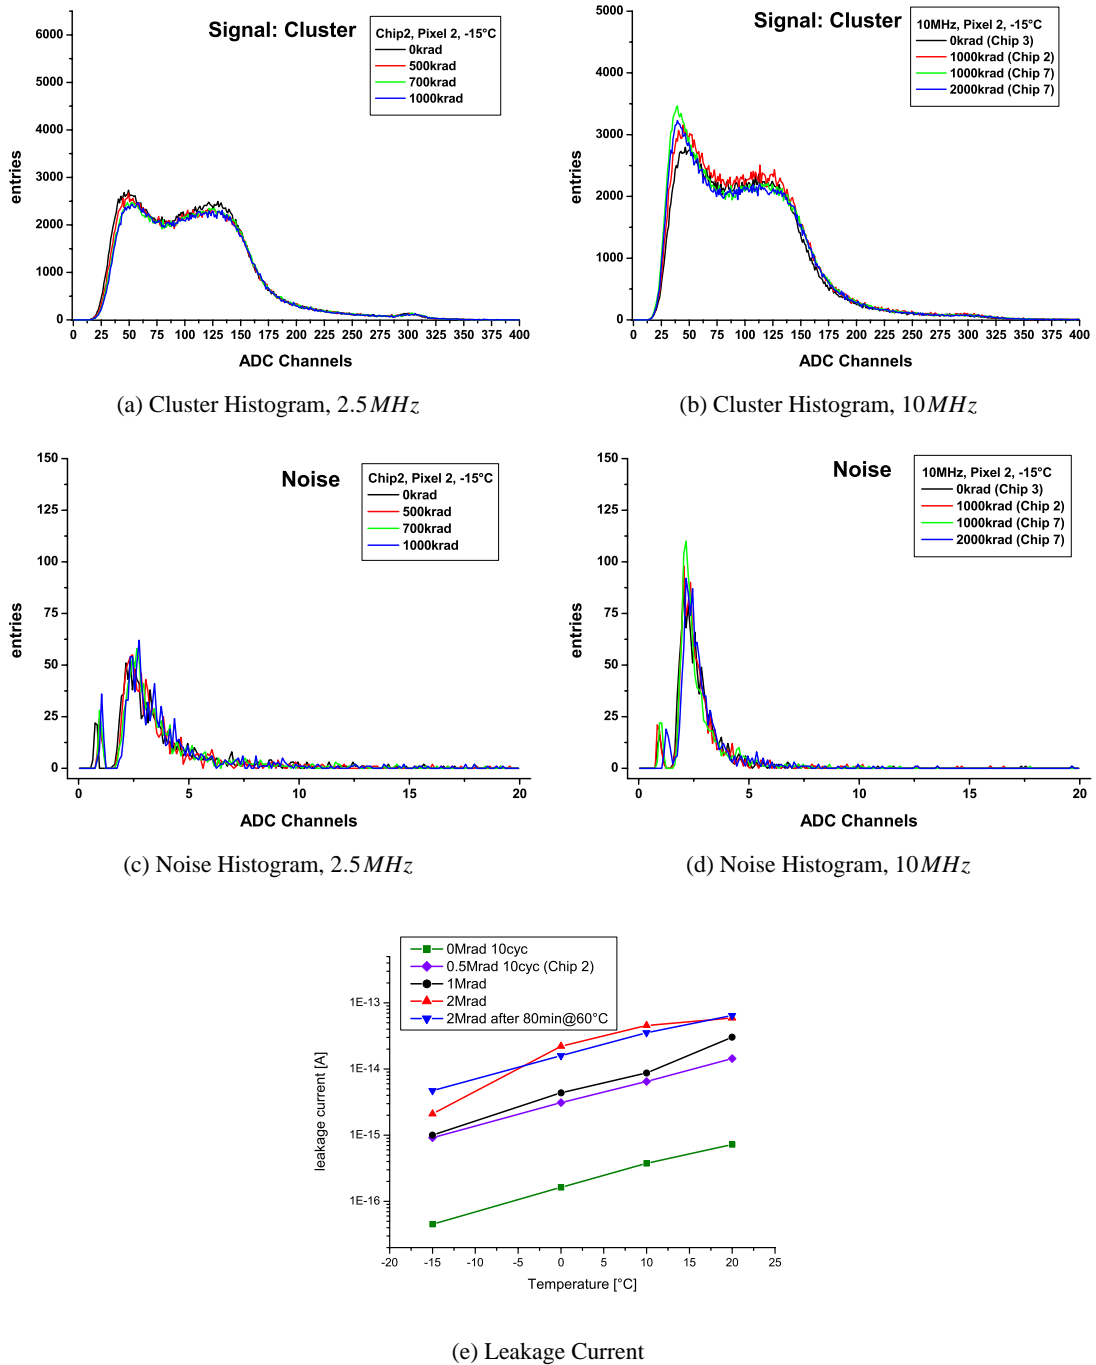 Signal: Cluster
Chip2, Pixel 2, -15°C
0krad
500krad
700krad
1000krad
entries
6000
5000
4000
3000
2000
1000
0
0 25 50 75 100 125 150 175 200 225 250 275 300 325 350 375 400
ADC Channels
(a) Cluster Histogram, 2.5MHz
Signal: Cluster
10MHz, Pixel 2, -15°C
0krad (Chip 3)
1000krad (Chip 2)
1000krad (Chip 7)
2000krad (Chip 7)
entries
5000
4000
3000
2000
1000
0
0 25 50 75 100 125 150 175 200 225 250 275 300 325 350 375 400
ADC Channels
(b) Cluster Histogram, 10MHz
Noise
Chip2, Pixel 2, -15°C
0krad
500krad
700krad
1000krad
entries
150
125
100
75
50
25
0
0 5 10 15 20
ADC Channels
(c) Noise Histogram, 2.5MHz
Noise
10MHz, Pixel 2, -15°C
0krad (Chip 3)
1000krad (Chip 2)
1000krad (Chip 7)
2000krad (Chip 7)
entries
150
125
100
75
50
25
0
0 5 10 15 20
ADC Channels
(d) Noise Histogram, 10MHz
0Mrad 10cyc
0.5Mrad 10cyc (Chip 2)
1Mrad
2Mrad
2Mrad after 80min@60°C
leakage current [A]
1E-13
1E-14
1E-15
1E-16
-20 -15 -10 -5 0 5 10 15 20 25
Temperature [°C]
(e) Leakage Current